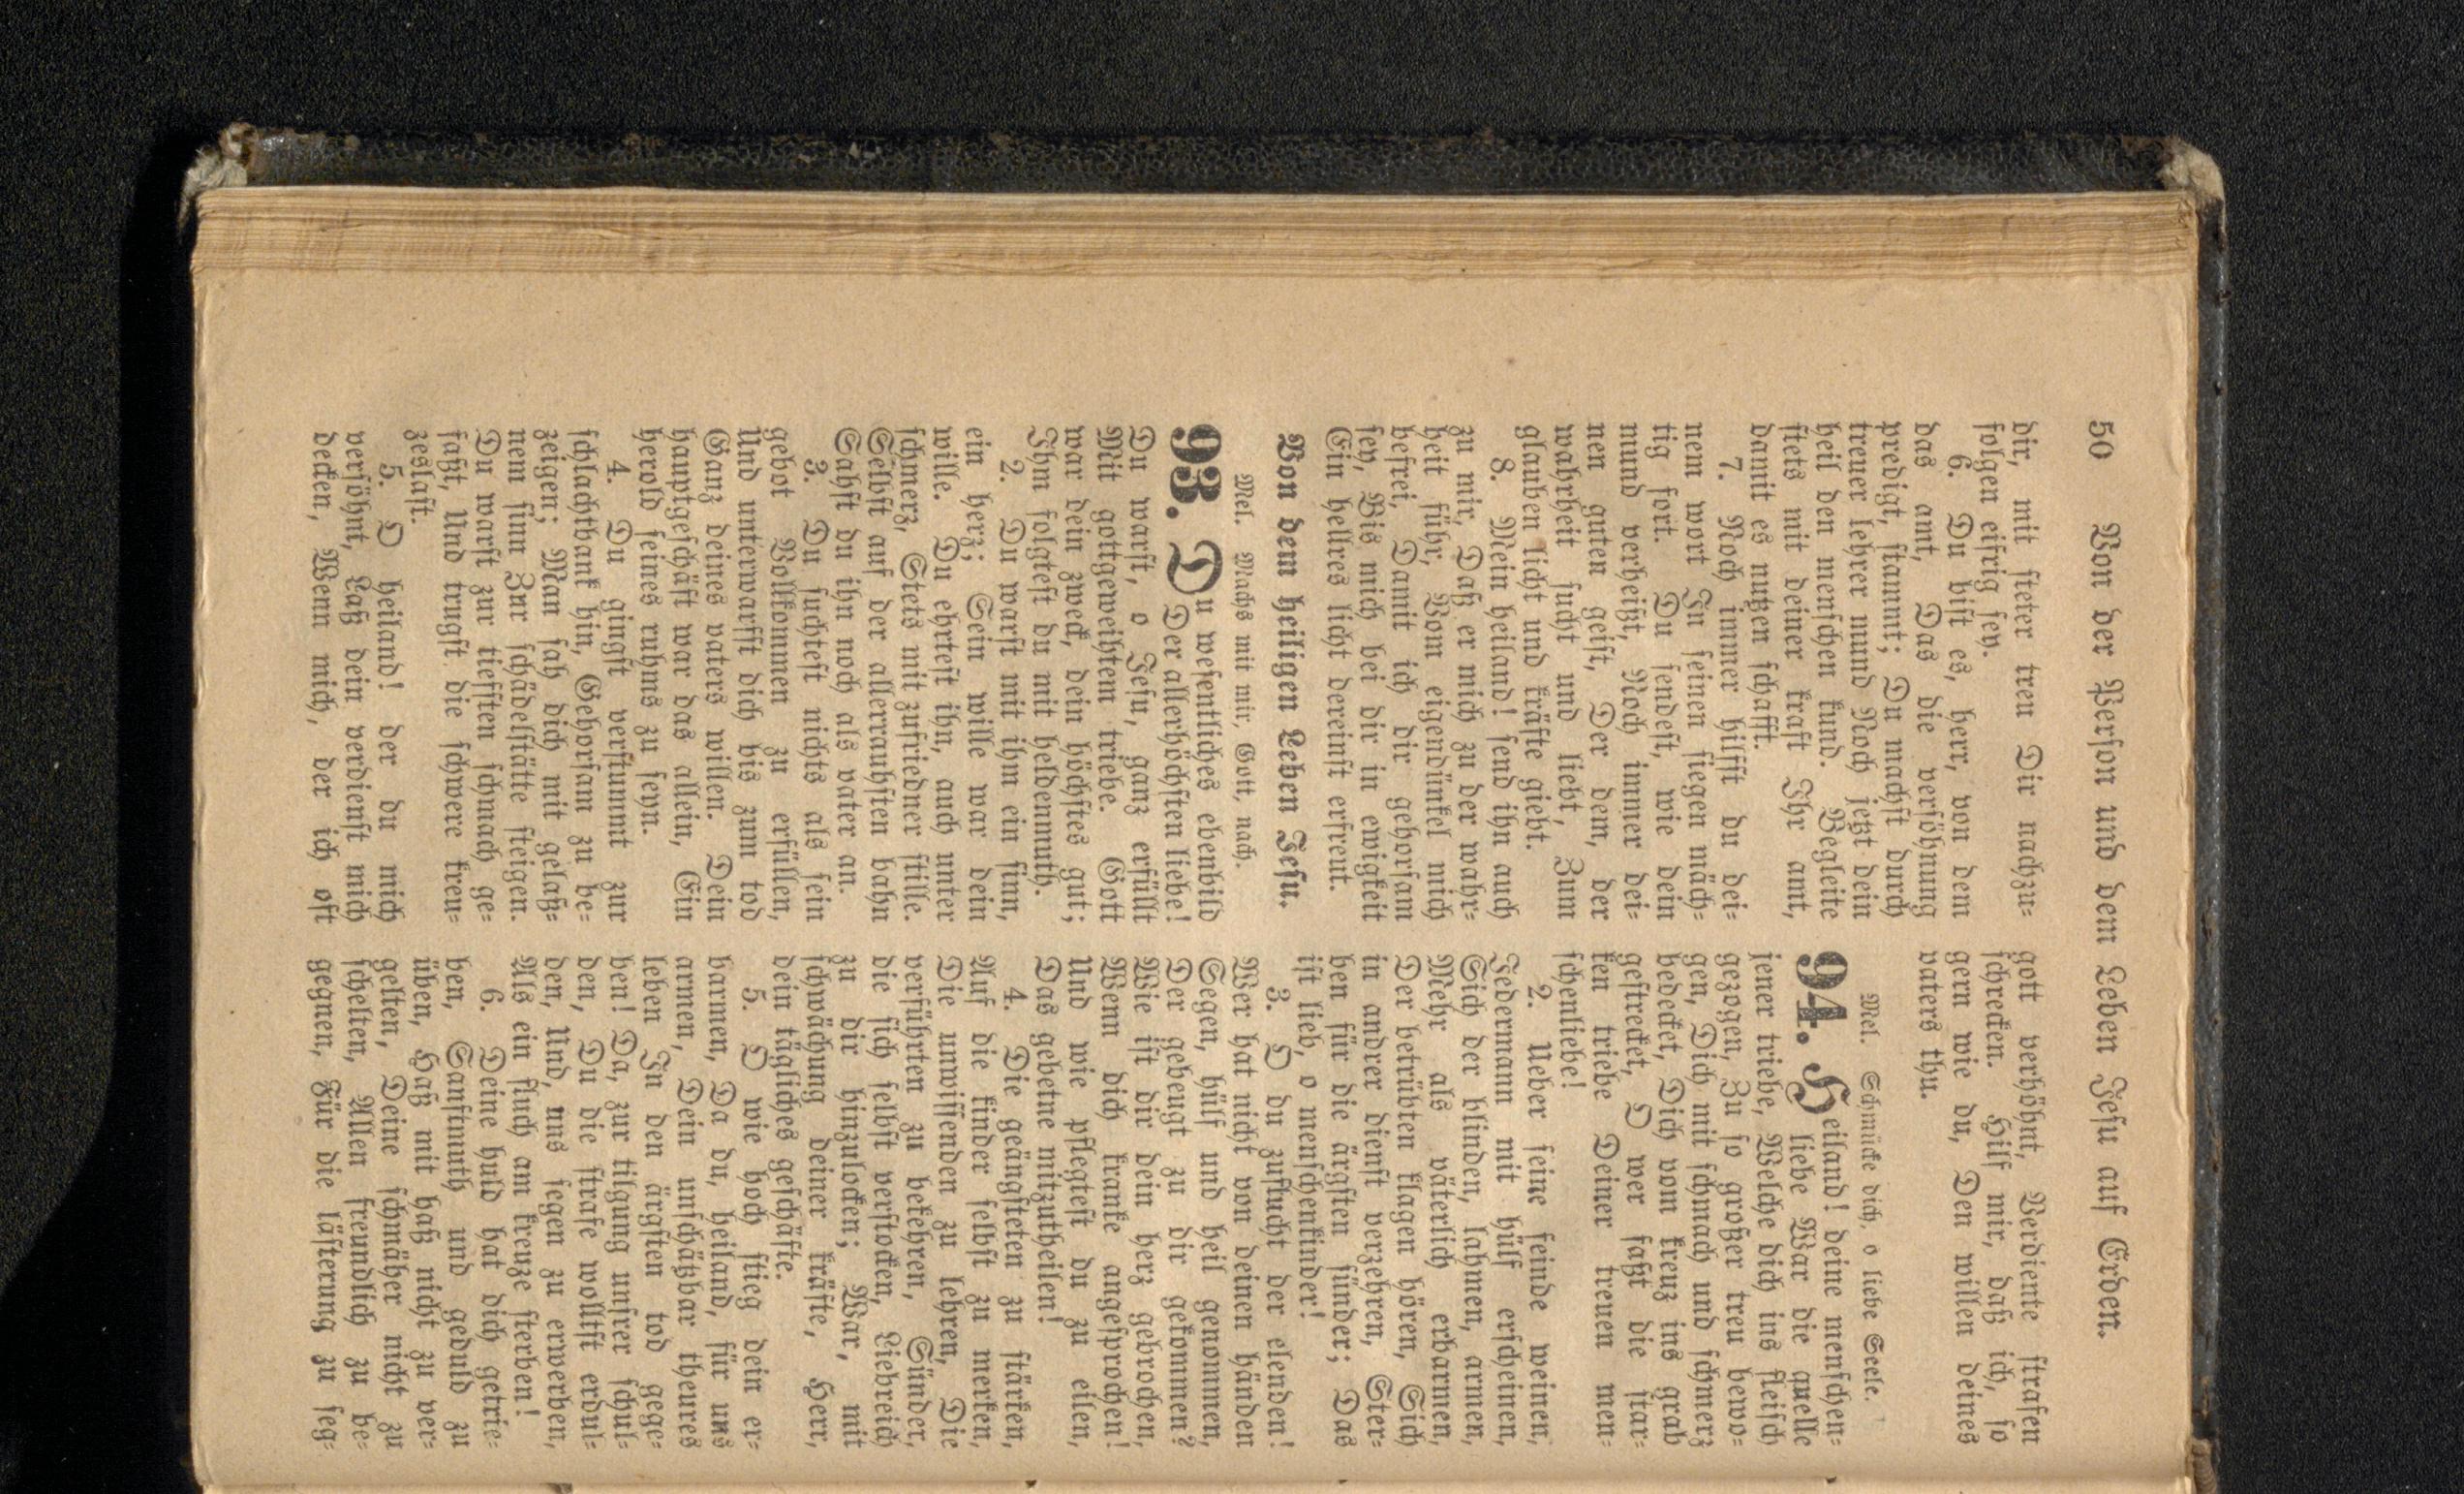 50 Von der Person und dem Leben Jesu auf Erden.
dir, mit steter treu Dir nachzu-
folgen eifrig sey.
6. Du bist es, herr, von dem
das amt, Das die versöhnung
predigt, stammt; Du machst durch
treuer lehrer mund Noch jetzt dein
heil den menschen kund. Begleite
stets mit deiner kraft Ihr amt,
damit es nutzen schafft.
7. Noch immer hilfst du dei-
nem wort In seinen siegen mäch-
tig fort. Du sendest, wie dein
mund verheißt, Noch immer dei-
nen guten geist, Der dem, der
wahrheit sucht und liebt, Zum
glauben licht und kräfte giebt.
8. Mein heiland! send ihn auch
zu mir, Daß er mich zu der wahr-
heit führ, Vom eigendünkel mich
befrei, Damit ich dir gehorsam
sey, Bis mich bei dir in ewigkeit
Ein hellres licht dereinst erfreut.
Von dem heiligen Leben Jesu.
Mel. Machs mit mir, Gott, nach.
93. Du wesentliches ebenbild
Der allerhöchsten liebe!
Du warst, o Jesu, ganz erfüllt
Mit gottgeweihtem triebe. Gott
war dein zweck, dein höchstes gut;
Ihm folgtest du mit heldenmuth.
2. Du warst mit ihm ein sinn,
ein herz; Sein wille war dein
wille. Du ehrtest ihn, auch unter
schmerz, Stets mit zufriedner stille.
Selbst auf der allerrauhsten bahn
Sahst du ihn noch als vater an.
3. Du suchtest nichts als sein
gebot Vollkommen zu erfüllen,
Und unterwarfst dich bis zum tod
Ganz deines vaters willen. Dein
hauptgeschäft war das allein, Ein
herold seines ruhms zu seyn.
4. Du gingst verstummt zur
schlachtbank hin, Gehorsam zu be-
zeigen; Man sah dich mit gelaß-
nem sinn Zur schädelstätte steigen.
Du warst zur tiefsten schmach ge-
faßt, Und trugst die schwere kreu-
zeslast.
5. O heiland! der du mich
versöhnt, Laß dein verdienst mich
decken, Wenn mich, der ich oft
gott verhöhnt, Verdiente strafen
schrecken. Hilf mir, daß ich, so
gern wie du, Den willen deines
vaters thu.
Mel. Schmücke dich, o liebe Seele.
94. Heiland! deine menschen-
liebe War die quelle
jener triebe, Welche dich ins fleisch
gezogen, Zu so großer treu bewo-
gen, Dich mit schmach und schmerz
bedecket, Dich vom kreuz ins grab
gestrecket, O wer faßt die star-
ken triebe Deiner treuen men-
schenliebe!
2. Ueber seine feinde weinen,
Jedermann mit hülf erscheinen,
Sich der blinden, lahmen, armen,
Mehr als väterlich erbarmen,
Der betrübten klagen hören, Sich
in andrer dienst verzehren, Ster-
ben für die ärgsten sünder; Das
ist lieb, o menschenkinder!
3. O du zuflucht der elenden!
Wer hat nicht von deinen händen
Segen, hülf und heil genommen,
Der gebeugt zu dir gekommen?
Wie ist dir dein herz gebrochen,
Wenn dich kranke angesprochen!
Und wie pflegtest du zu eilen,
Das gebetne mitzutheilen!
4. Die geängsteten zu stärken,
Auf die kinder selbst zu merken,
Die unwissenden zu lehren, Die
verführten zu bekehren, Sünder,
die sich selbst verstocken, Liebreich
zu dir hinzulocken; War, mit
schwächung deiner kräfte, Herr,
dein tägliches geschäfte.
5. O wie hoch stieg dein er-
barmen, Da du, heiland, für uns
armen, Dein unschätzbar theures
leben In den ärgsten tod gege-
ben! Da, zur tilgung unsrer schul-
den, Du die strafe wolltst erdul-
den, Und, uns segen zu erwerben,
Als ein fluch am kreuze sterben!
6. Deine huld hat dich getrie-
ben, Sanftmuth und geduld zu
üben, Haß mit haß nicht zu ver-
gelten, Deine schmäher nicht zu
schelten, Allen freundlich zu be-
gegnen, Für die lästerung zu seg-